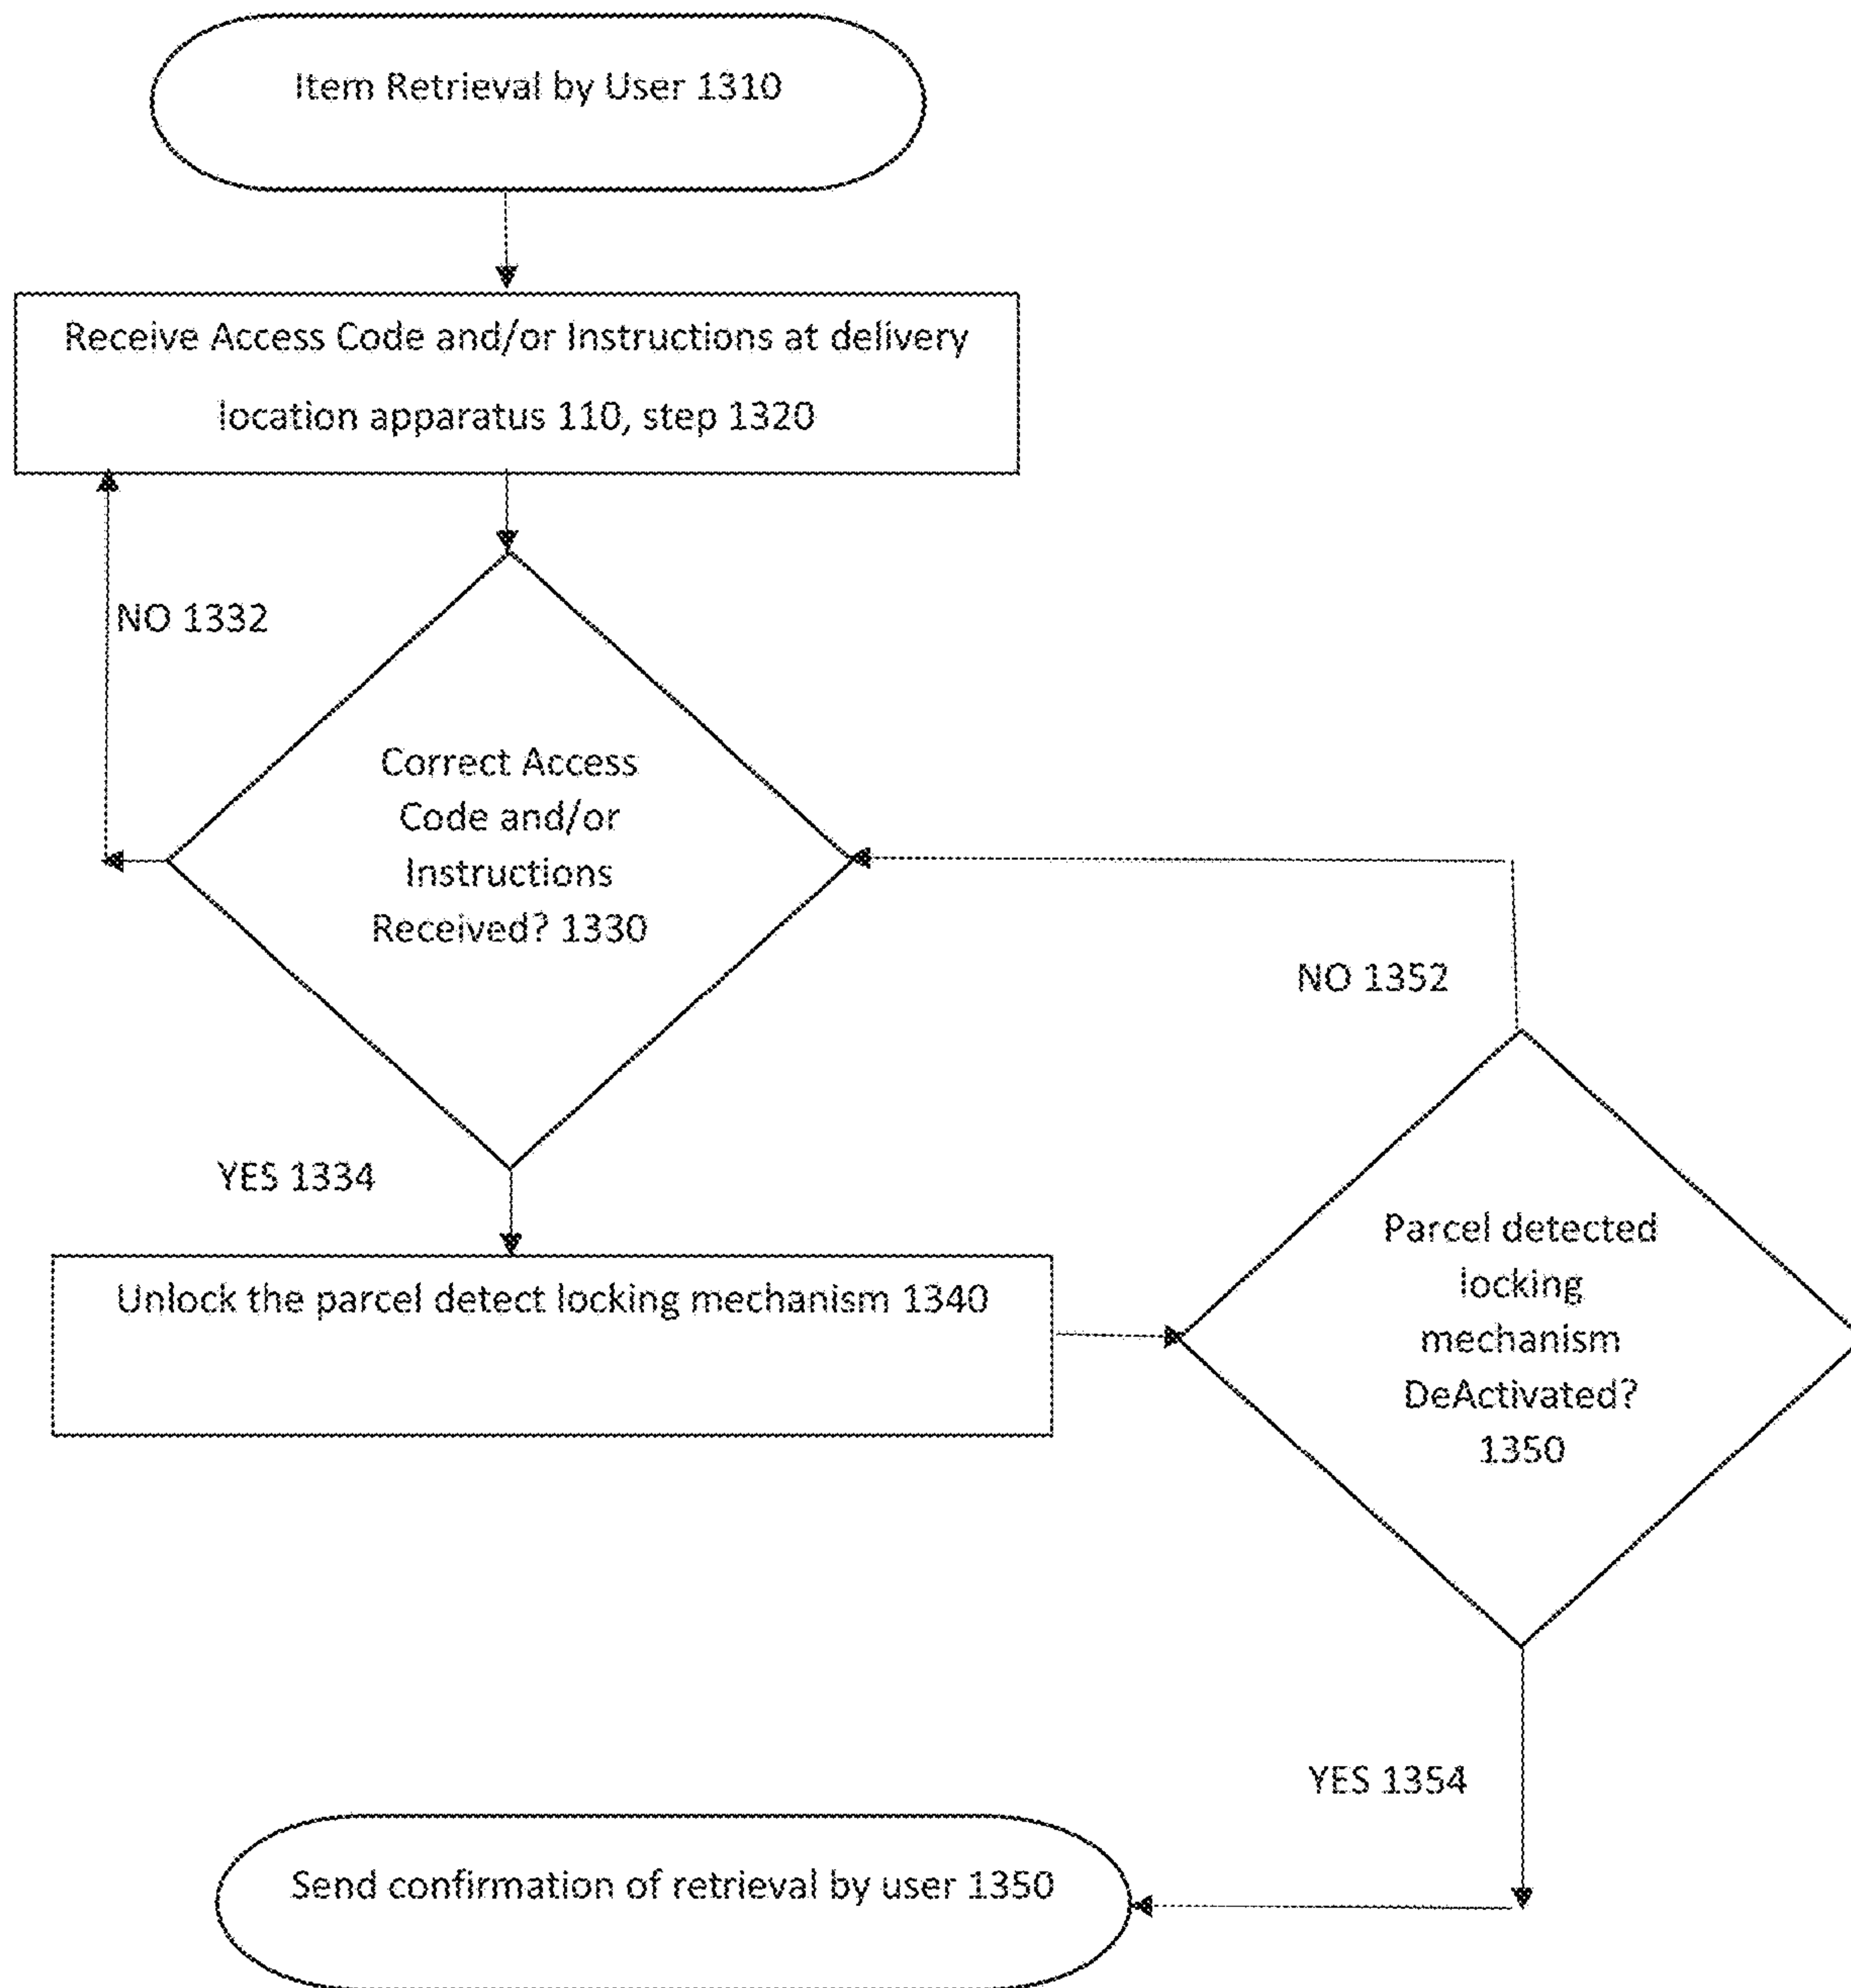 Item Retrieval by User 1310
Receive Access Code and/or Instructions at delivery
location apparatus 110, step 1320
NO 1332
Correct Access
Code and/or
Instructions
Received? 1330
NO 1352
YES 1334
Unlock the parcel detect locking mechanism 1340
Parcel detected
locking
mechanism
DeActivated?
1350
YES 1354
Send confirmation of retrieval by user 1350